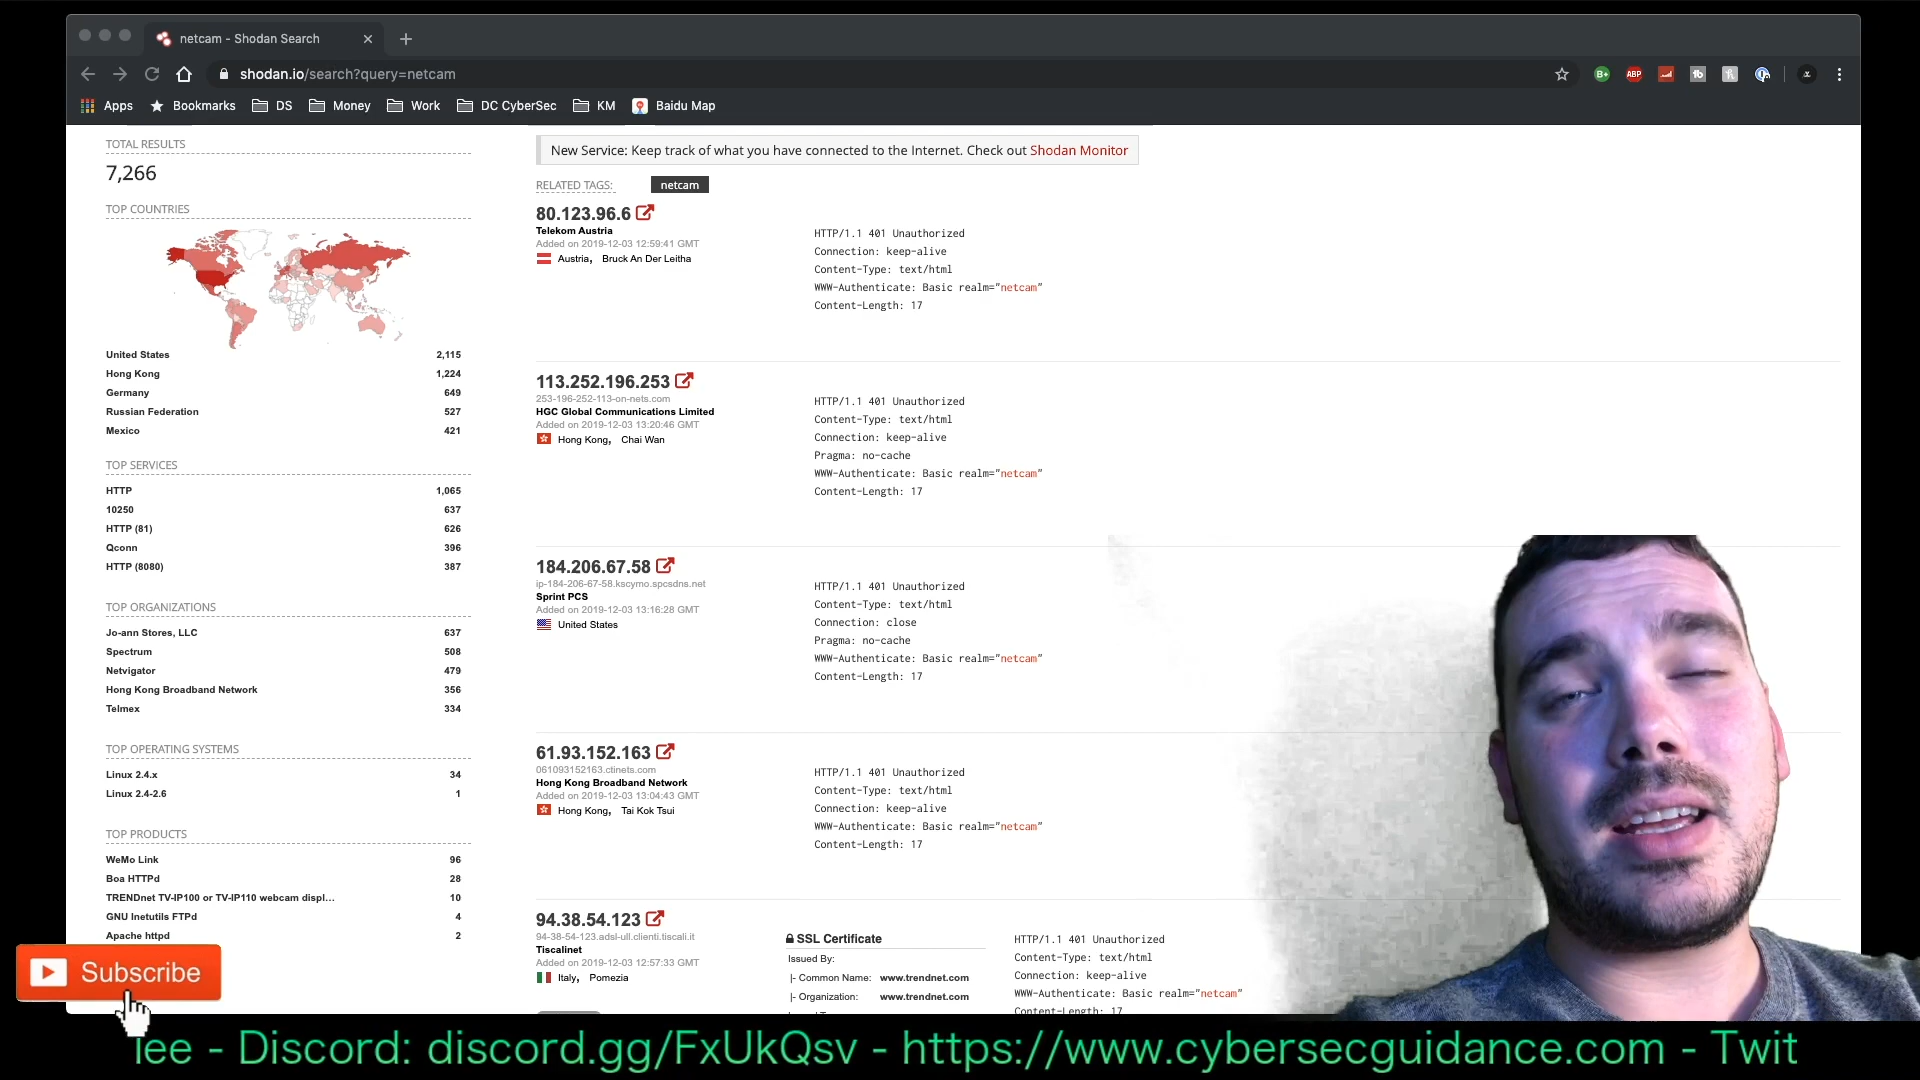 netcam - Shodan Search
shodan.io/search?query=netcam
ABP
Apps Bookmarks DS Money Work DC CyberSec KM Baidu Map
TOTAL RESULTS
7,266
TOP COUNTRIES
United States 2,115
Hong Kong 1,224
Germany 649
Russian Federation 527
Mexico 421
TOP SERVICES
HTTP 1,065
10250 637
HTTP (81) 626
Qconn 396
HTTP (8080) 387
TOP ORGANIZATIONS
Jo-ann Stores, LLC 637
Spectrum 508
Netvigator 479
Hong Kong Broadband Network 356
Telmex 334
TOP OPERATING SYSTEMS
Linux 2.4.x 34
Linux 2.4-2.6 1
TOP PRODUCTS
WeMo Link 96
Boa HTTPd 28
TRENDnet TV-IP100 or TV-IP110 webcam displ... 10
GNU Inetutils FTPd 4
Apache httpd 2
New Service: Keep track of what you have connected to the Internet. Check out Shodan Monitor
RELATED TAGS: netcam
80.123.96.6
Telekom Austria
Added on 2019-12-03 12:59:41 GMT
Austria, Bruck An Der Leitha
HTTP/1.1 401 Unauthorized
Connection: keep-alive
Content-Type: text/html
WWW-Authenticate: Basic realm="netcam"
Content-Length: 17
113.252.196.253
253-196-252-113-on-nets.com
HGC Global Communications Limited
Added on 2019-12-03 13:20:46 GMT
Hong Kong, Chai Wan
HTTP/1.1 401 Unauthorized
Content-Type: text/html
Connection: keep-alive
Pragma: no-cache
WWW-Authenticate: Basic realm="netcam"
Content-Length: 17
184.206.67.58
ip-184-206-67-58.kscymo.spcsdns.net
Sprint PCS
Added on 2019-12-03 13:16:28 GMT
United States
HTTP/1.1 401 Unauthorized
Content-Type: text/html
Connection: close
Pragma: no-cache
WWW-Authenticate: Basic realm="netcam"
Content-Length: 17
61.93.152.163
061093152163.ctinets.com
Hong Kong Broadband Network
Added on 2019-12-03 13:04:43 GMT
Hong Kong, Tai Kok Tsui
HTTP/1.1 401 Unauthorized
Content-Type: text/html
Connection: keep-alive
WWW-Authenticate: Basic realm="netcam"
Content-Length: 17
94.38.54.123
94-38-54-123.adsl-ull.clienti.tiscali.it
Tiscalinet
Added on 2019-12-03 12:57:33 GMT
Italy, Pomezia
SSL Certificate
Issued By:
|- Common Name: www.trendnet.com
|- Organization: www.trendnet.com
HTTP/1.1 401 Unauthorized
Content-Type: text/html
Connection: keep-alive
WWW-Authenticate: Basic realm="netcam"
Content-Length: 17
Subscribe
lee - Discord: discord.gg/FxUkQsv - https://www.cybersecguidance.com - Twit